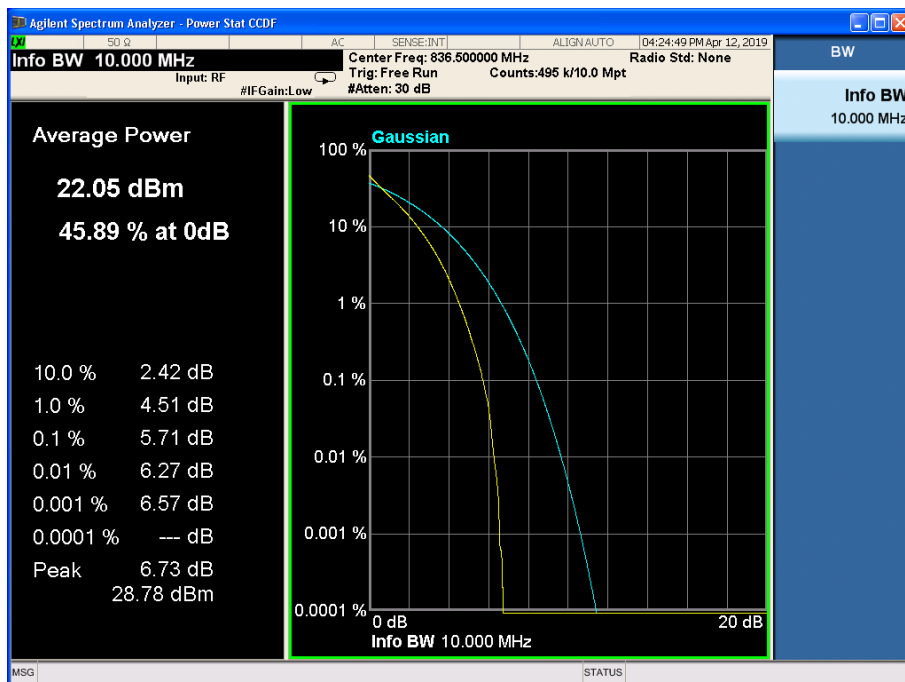 Agilent Spectrum Analyzer - Power Stat CCDF
LXI 50 Ω AC SENSE:INT ALIGN AUTO 04:24:49 PM Apr 12, 2019
Info BW 10.000 MHz
Center Freq: 836.500000 MHz Radio Std: None
Trig: Free Run Counts:495 k/10.0 Mpt
Input: RF
#IFGain:Low #Atten: 30 dB
BW
Info BW
10.000 MHz
Average Power
22.05 dBm
45.89 % at 0dB
10.0 % 2.42 dB
1.0 % 4.51 dB
0.1 % 5.71 dB
0.01 % 6.27 dB
0.001 % 6.57 dB
0.0001 % --- dB
Peak 6.73 dB
28.78 dBm
Gaussian
100 %
10 %
1 %
0.1 %
0.01 %
0.001 %
0.0001 %
0 dB 20 dB
Info BW 10.000 MHz
MSG STATUS